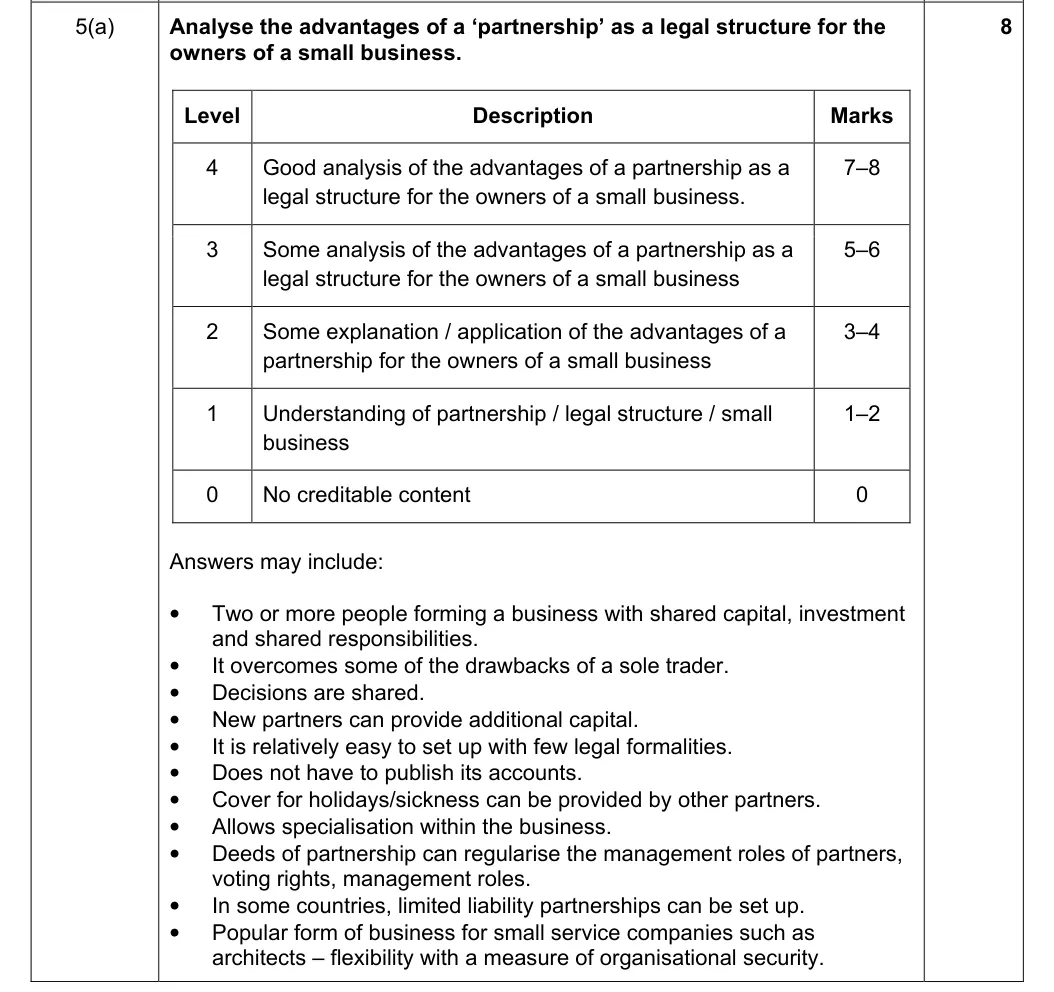 5(a)
Analyse the advantages of a ‘partnership’ as a legal structure for the
owners of a small business.
8
Level Description Marks
4 Good analysis of the advantages of a partnership as a 7–8
legal structure for the owners of a small business.
3 Some analysis of the advantages of a partnership as a 5–6
legal structure for the owners of a small business
2 Some explanation / application of the advantages of a 3–4
partnership for the owners of a small business
1 Understanding of partnership / legal structure / small 1–2
business
0 No creditable content 0
Answers may include:
• Two or more people forming a business with shared capital, investment
and shared responsibilities.
• It overcomes some of the drawbacks of a sole trader.
• Decisions are shared.
• New partners can provide additional capital.
• It is relatively easy to set up with few legal formalities.
• Does not have to publish its accounts.
• Cover for holidays/sickness can be provided by other partners.
• Allows specialisation within the business.
• Deeds of partnership can regularise the management roles of partners,
voting rights, management roles.
• In some countries, limited liability partnerships can be set up.
• Popular form of business for small service companies such as
architects – flexibility with a measure of organisational security.